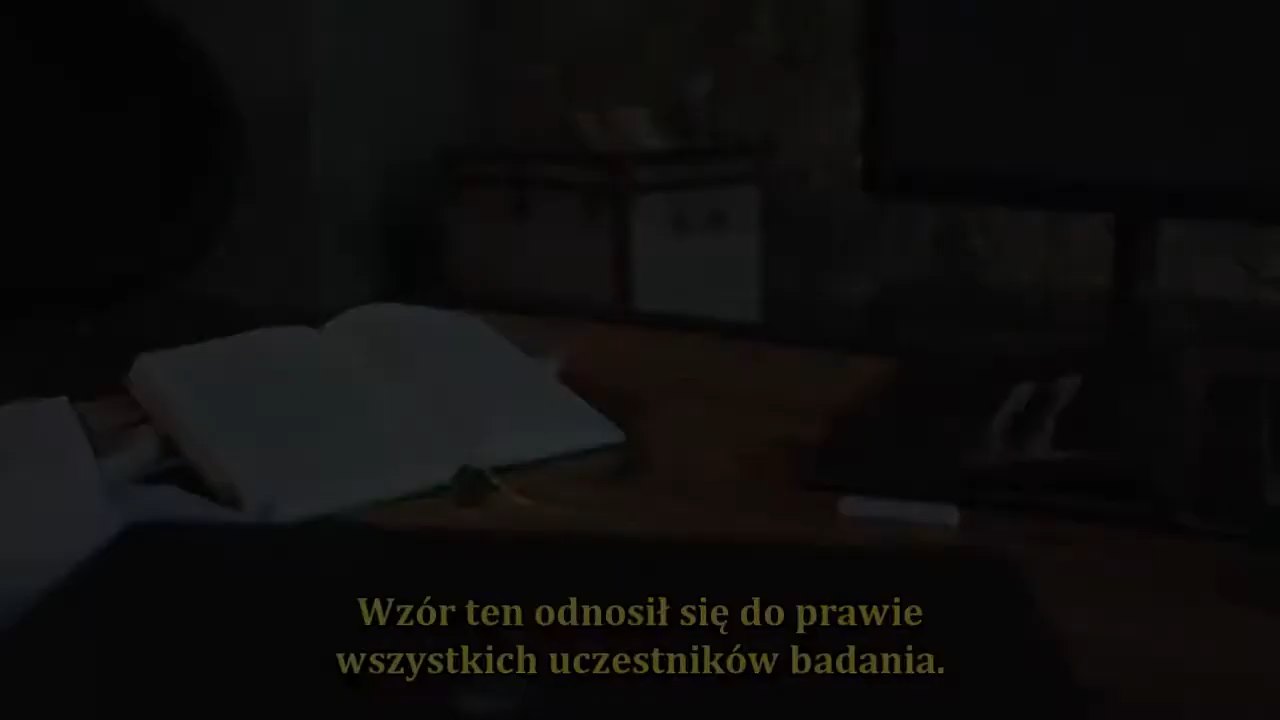 Wzór ten odnosił się do prawie
wszystkich uczestników badania.